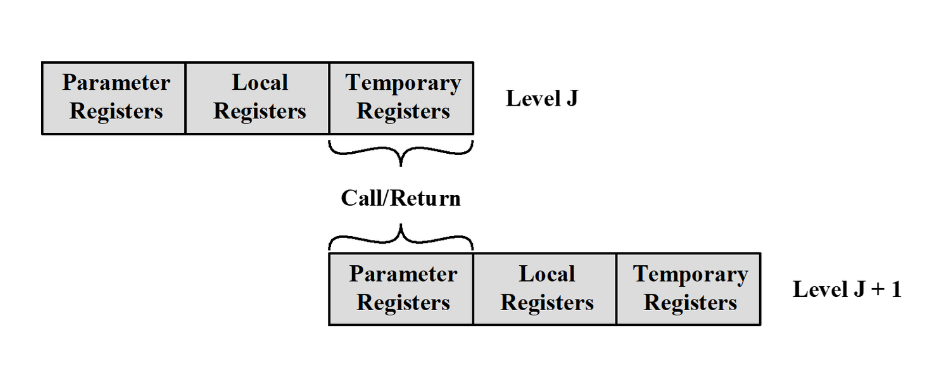 Parameter Registers
Local Registers
Temporary Registers
Level J
Call/Return
Parameter Registers
Local Registers
Temporary Registers
Level J + 1